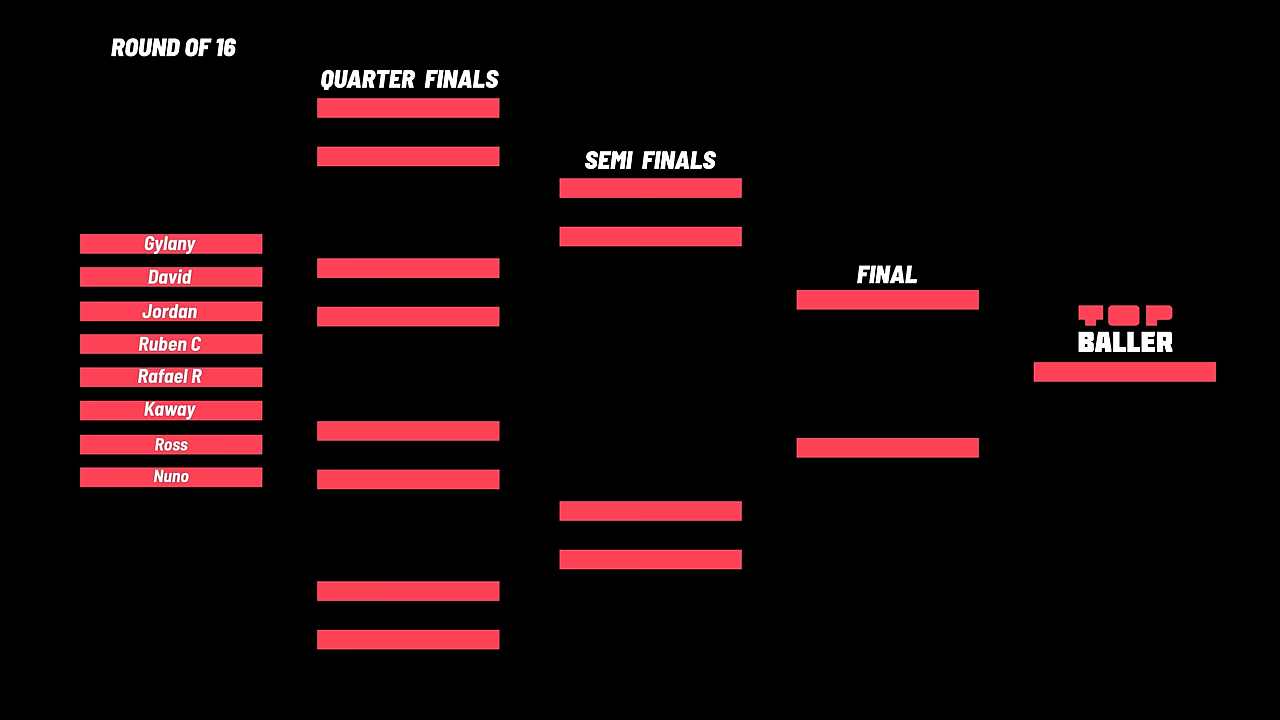 ROUND OF 16
QUARTER FINALS
SEMI FINALS
Gylany
David
Jordan
Ruben C
Rafael R
Kaway
Ross
Nuno
FINAL
TOP
BALLER